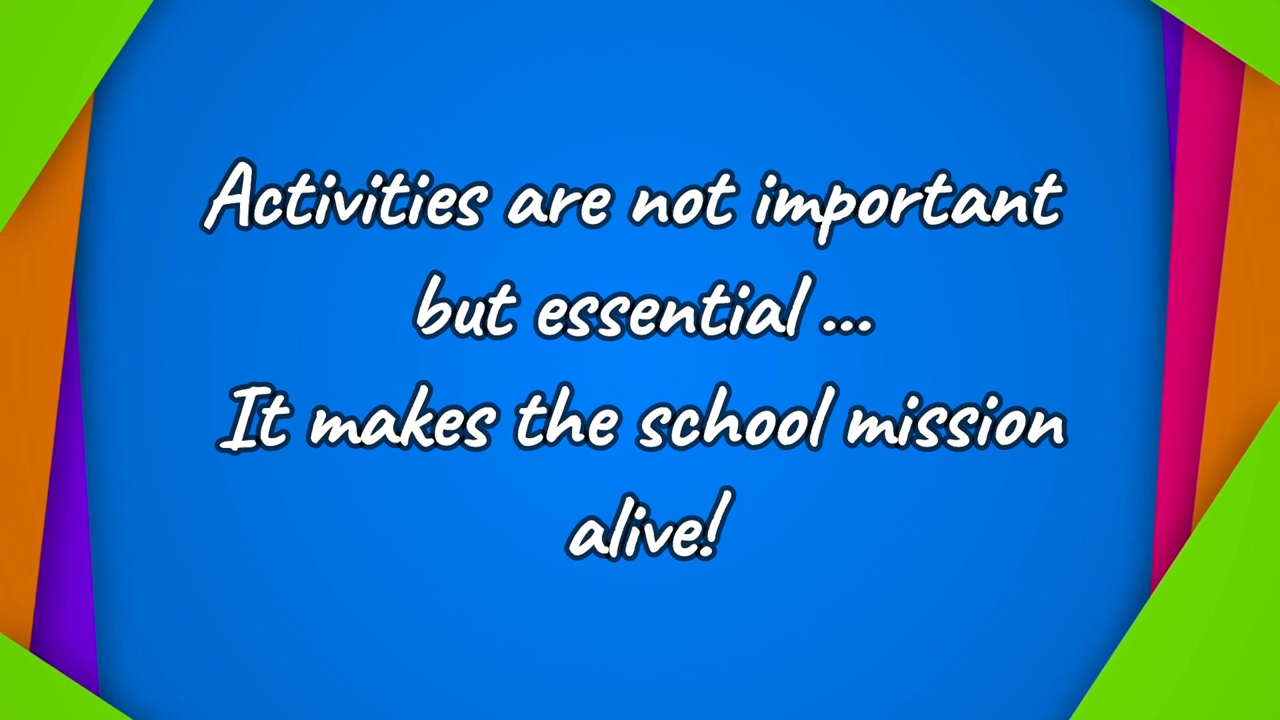 Activities are not important
but essential ...
It makes the school mission
alive!